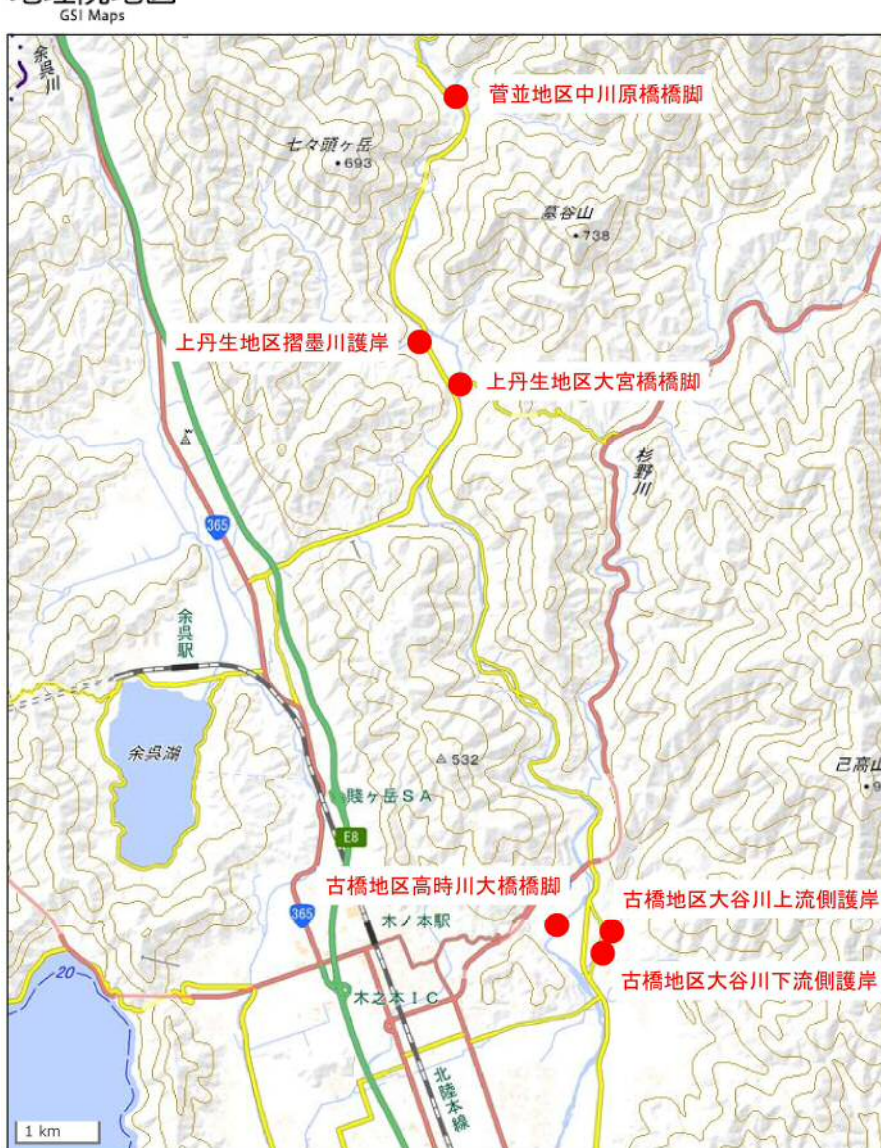 GSI Maps
余呉川
菅並地区中川原橋橋脚
七々頭ヶ岳
・693
墓谷山
・738
上丹生地区摺墨川護岸
上丹生地区大宮橋橋脚
杉野川
365
余呉駅
余呉湖
532
己高山
賤ヶ岳SA
E8
古橋地区高時川大橋橋脚
古橋地区大谷川上流側護岸
365
木ノ本駅
古橋地区大谷川下流側護岸
20
木之本IC
北陸本線
1 km